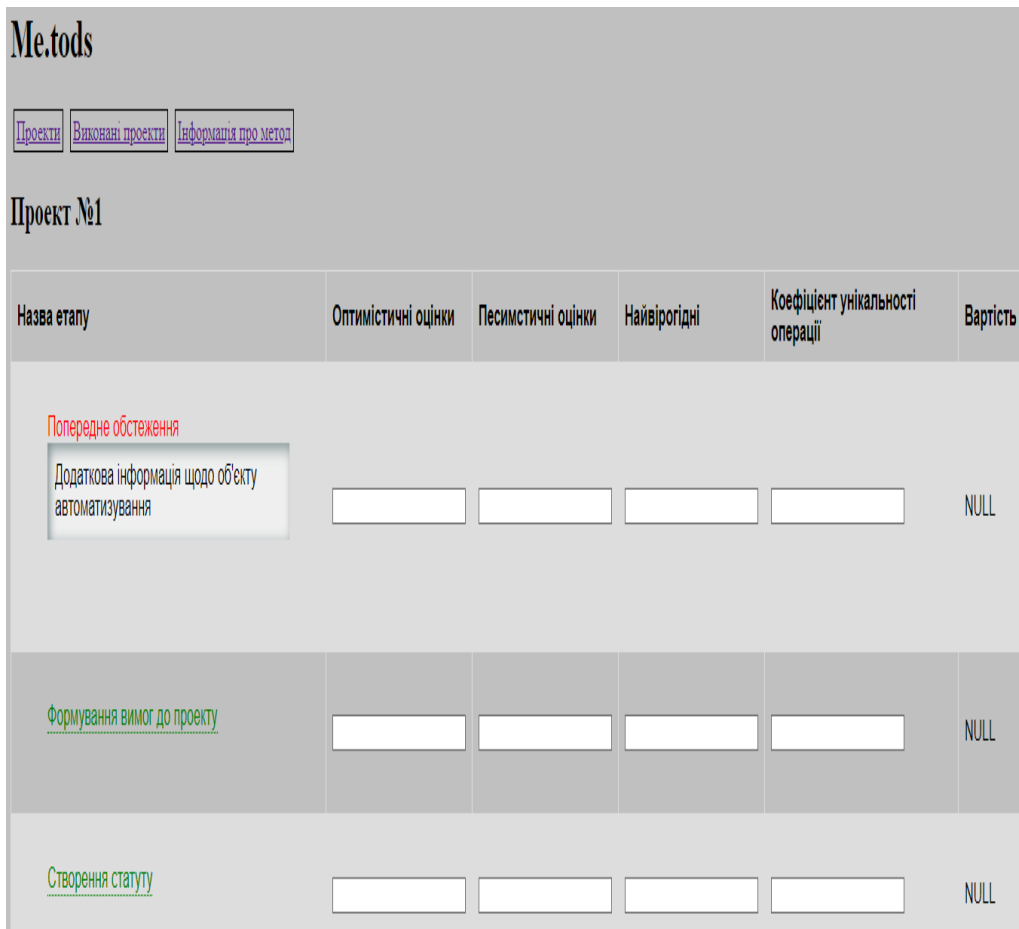 Me.tods
Проекти Виконані проекти Інформація про метод
Проект №1
Назва етапу Оптимістичні оцінки Песимстичні оцінки Найвірогідні Коефіцієнт унікальності операції Вартість
Попереднє обстеження
Додаткова інформація щодо об'єкту
автоматизування
NULL
Формування вимог до проекту
NULL
Створення статуту
NULL